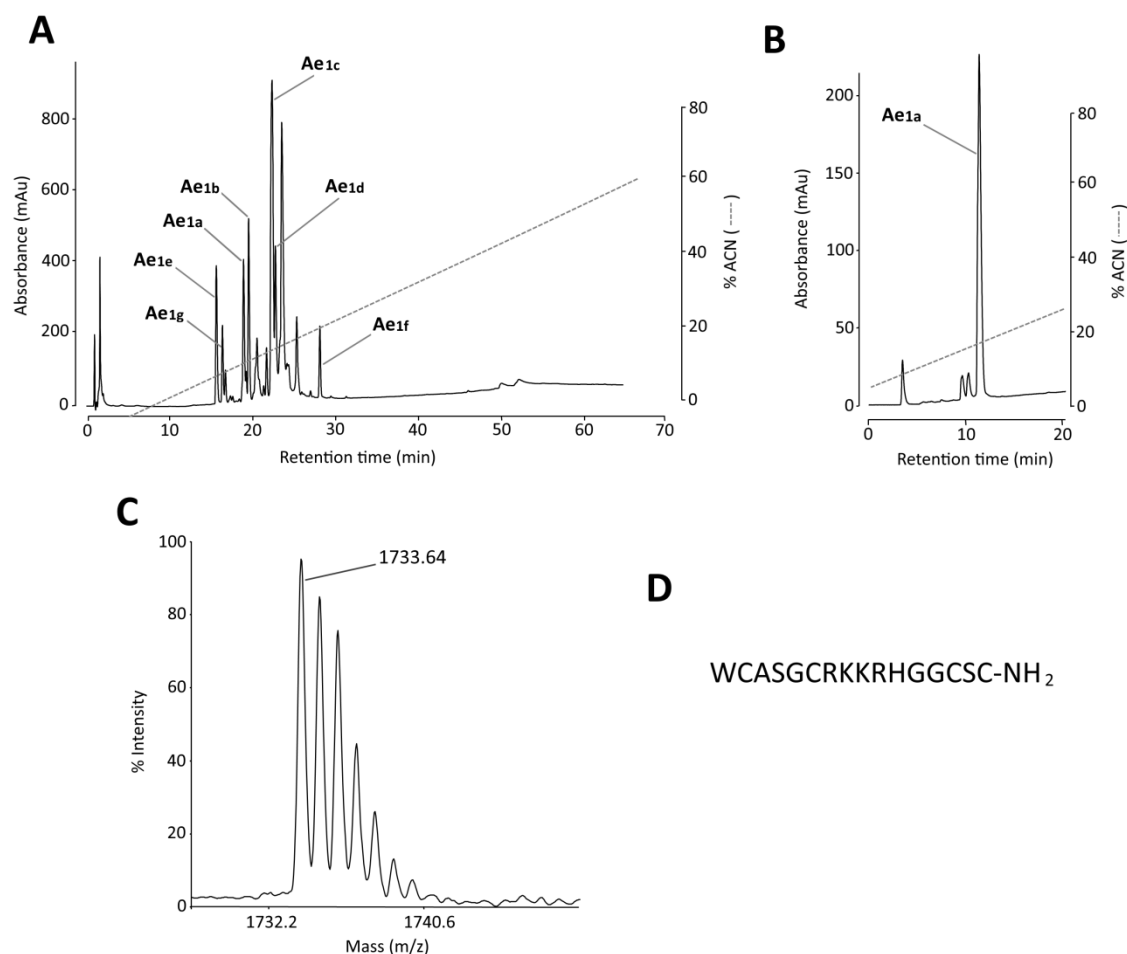 A
Absorbance (mAu)
800
600
400
200
0
0 10 20 30 40 50 60 70
Retention time (min)
80
60
40
20
0
% ACN ( ---- )
Ae1c
Ae1b
Ae1d
Ae1a
Ae1e
Ae1g
Ae1f
B
Absorbance (mAu)
200
150
250
50
0
0 10 20
Retention time (min)
80
60
40
20
0
% ACN ( ---- )
Ae1a
C
% Intensity
100
80
60
40
20
0
1733.64
1732.2 1740.6
Mass (m/z)
D
WCASGCRKKRHGGCSC-NH2